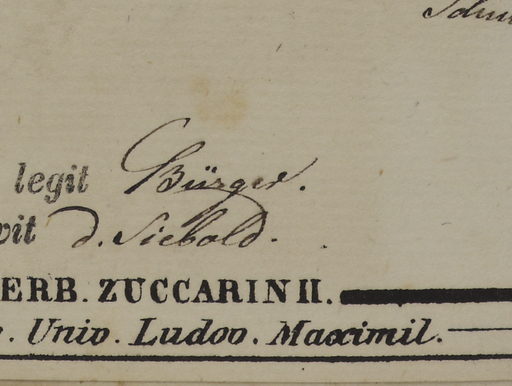 legit Bürger.
vit d. Siebold.
ERB. ZUCCARINII.
. Univ. Ludov. Maximil.